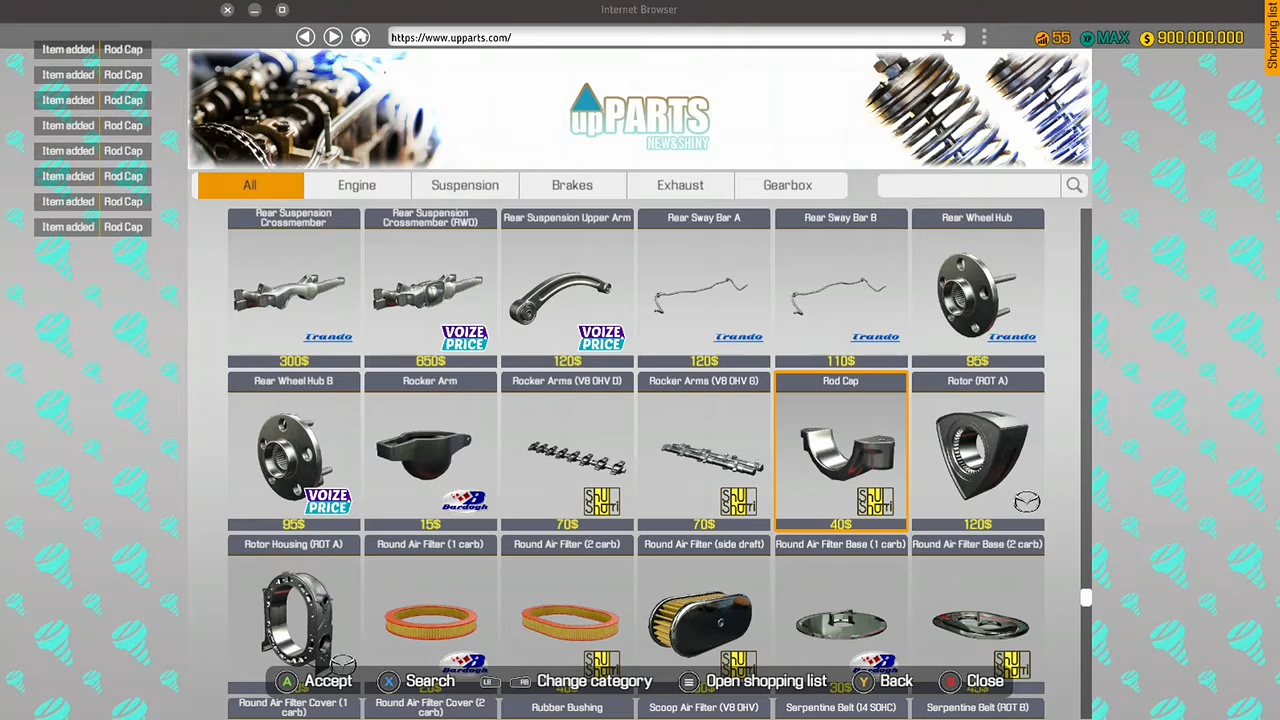 Internet Browser
https://www.upparts.com/
55
XP MAX
$ 900.000.000
Shopping list
Item added Rod Cap
Item added Rod Cap
Item added Rod Cap
Item added Rod Cap
Item added Rod Cap
Item added Rod Cap
Item added Rod Cap
Item added Rod Cap
upPARTS
NEW&SHINY
All Engine Suspension Brakes Exhaust Gearbox
Rear Suspension Crossmember
Rear Suspension Crossmember (RWD)
Rear Suspension Upper Arm
Rear Sway Bar A
Rear Sway Bar B
Rear Wheel Hub
Trando
VOIZE PRICE
VOIZE PRICE
Trando
Trando
Trando
300$ 650$ 120$ 120$ 110$ 95$
Rear Wheel Hub B
Rocker Arm
Rocker Arms (V8 OHV D)
Rocker Arms (V8 OHV G)
Rod Cap
Rotor (ROT A)
VOIZE PRICE
Bardogh
Shu Shu
Shu Shu
95$ 15$ 70$ 70$ 40$ 120$
Rotor Housing (ROT A)
Round Air Filter (1 carb)
Round Air Filter (2 carb)
Round Air Filter (side draft)
Round Air Filter Base (1 carb)
Round Air Filter Base (2 carb)
A Accept
X Search
LB RB Change category
Open shopping list
Y Back
B Close
Round Air Filter Cover (1 carb)
Round Air Filter Cover (2 carb)
Rubber Bushing
Scoop Air Filter (V8 OHV)
Serpentine Belt (I4 SOHC)
Serpentine Belt (ROT B)